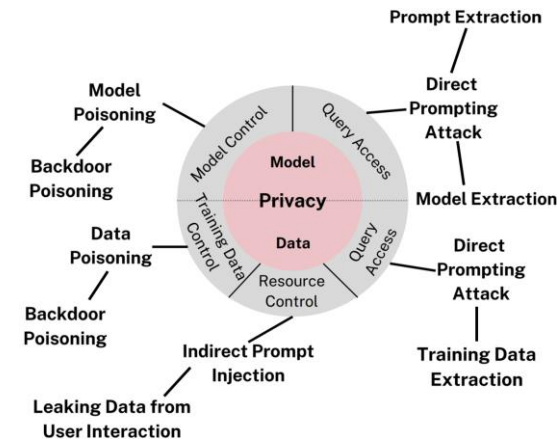 Prompt Extraction
Direct
Prompting
Attack
Model Extraction
Model
Poisoning
Backdoor
Poisoning
Model Control
Query Access
Model
Privacy
Data
Training Data
Control
Resource
Control
Query
Access
Data
Poisoning
Backdoor
Poisoning
Direct
Prompting
Attack
Training Data
Extraction
Indirect Prompt
Injection
Leaking Data from
User Interaction